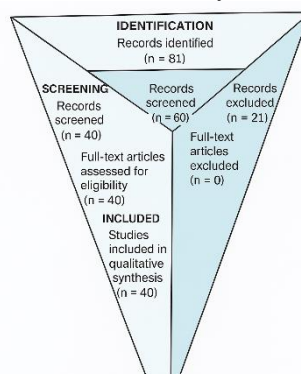 IDENTIFICATION
Records identified
(n = 81)
SCREENING
Records
screened
(n = 40)
Records
screened
(n = 60)
Records
excluded
(n = 21)
Full-text articles
assessed for
eligibility
(n = 40)
Full-text
articles
excluded
(n = 0)
INCLUDED
Studies
included in
qualitative
synthesis
(n = 40)